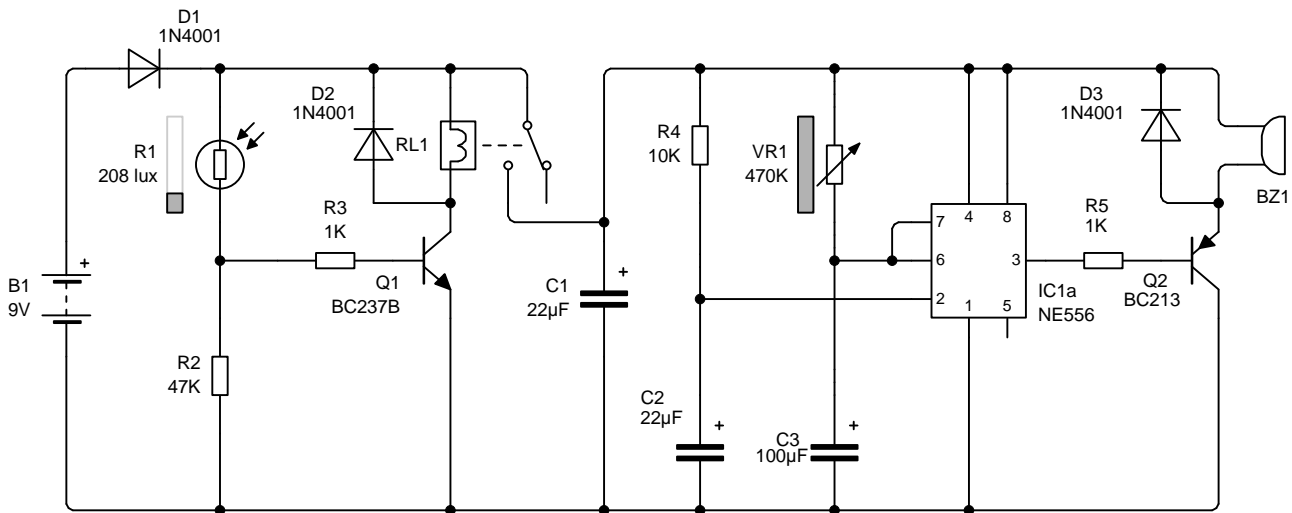 D1
1N4001
D2
1N4001
D3
1N4001
RL1
R1
208 lux
R4
10K
VR1
470K
BZ1
R3
1K
7
4
8
R5
1K
6
3
2
1
5
+
B1
9V
Q1
BC237B
C1
22µF
+
IC1a
NE556
Q2
BC213
R2
47K
C2
22µF
+
C3
100µF
+